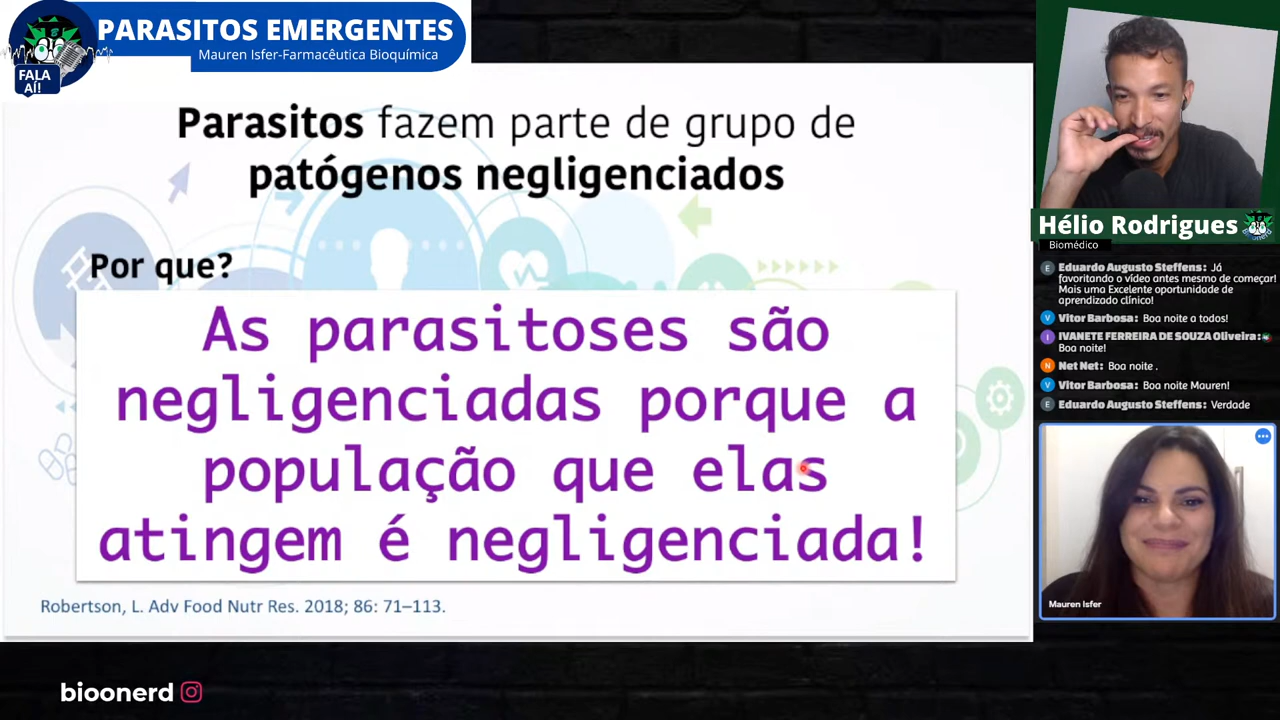 FALA
AÍ!
PARASITOS EMERGENTES
Mauren Isfer-Farmacêutica Bioquímica
Parasitos fazem parte de grupo de
patógenos negligenciados
Por que?
As parasitoses são
negligenciadas porque a
população que elas
atingem é negligenciada!
Robertson, L. Adv Food Nutr Res. 2018; 86: 71–113.
bioonerd
Hélio Rodrigues
Biomédico
E Eduardo Augusto Steffens: Já
favoritando o vídeo antes mesmo de começar!
Mais uma Excelente oportunidade de
aprendizado clínico!
V Vitor Barbosa: Boa noite a todos!
I IVANETE FERREIRA DE SOUZA Oliveira:
Boa noite!
N Net Net: Boa noite .
V Vitor Barbosa: Boa noite Mauren!
E Eduardo Augusto Steffens: Verdade
Mauren Isfer